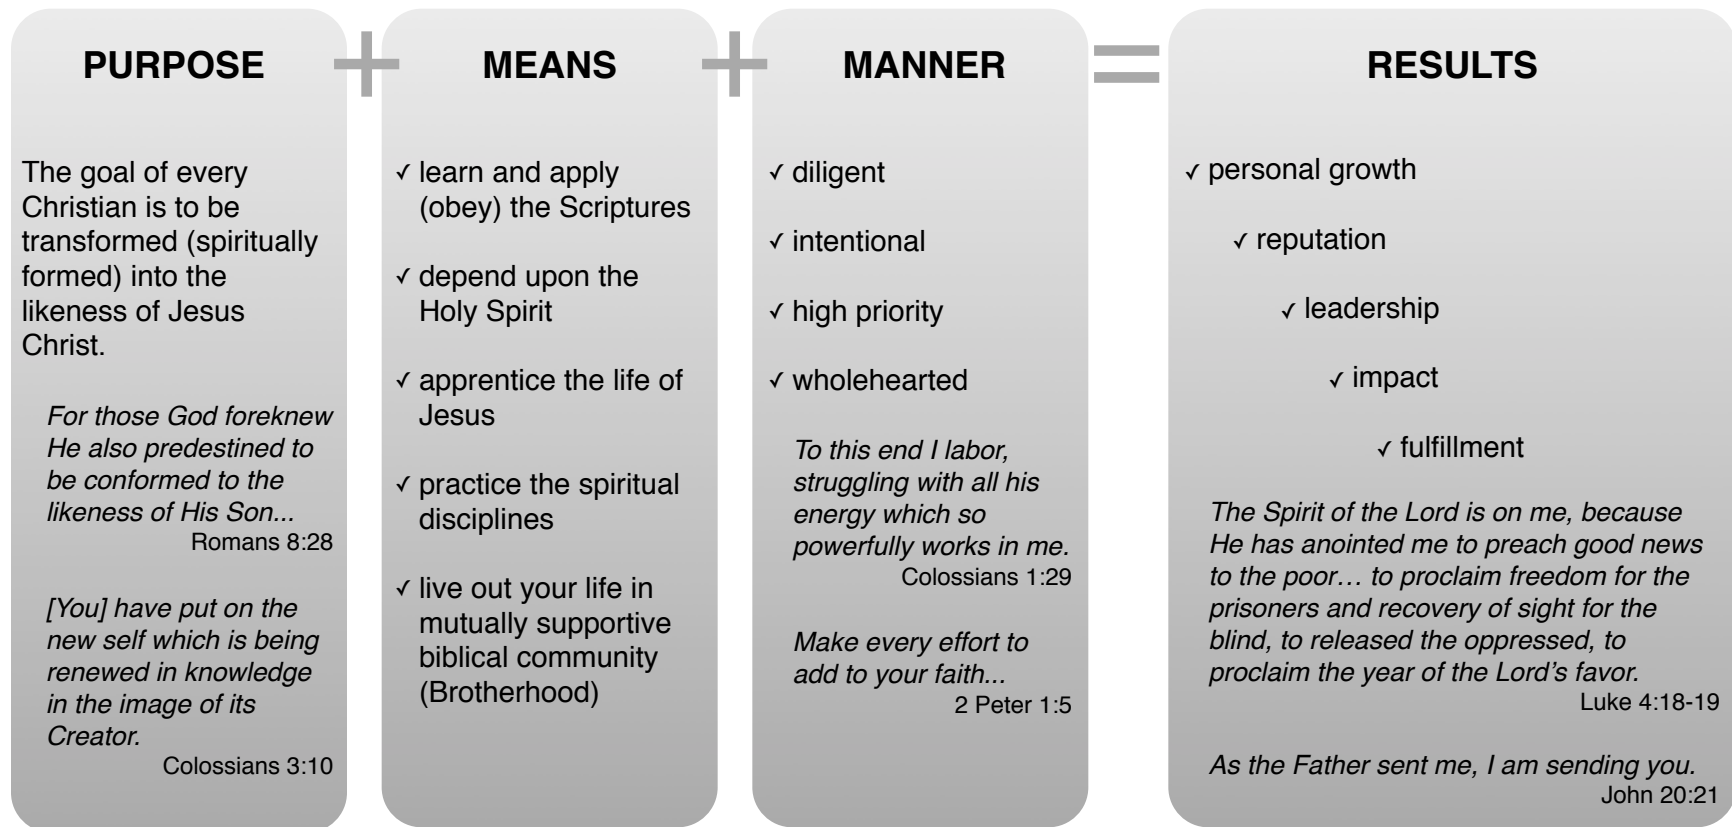 PURPOSE
The goal of every
Christian is to be
transformed (spiritually
formed) into the
likeness of Jesus
Christ.
For those God foreknew
He also predestined to
be conformed to the
likeness of His Son...
Romans 8:28
[You] have put on the
new self which is being
renewed in knowledge
in the image of its
Creator.
Colossians 3:10
+
MEANS
✓ learn and apply
(obey) the Scriptures
✓ depend upon the
Holy Spirit
✓ apprentice the life of
Jesus
✓ practice the spiritual
disciplines
✓ live out your life in
mutually supportive
biblical community
(Brotherhood)
+
MANNER
✓ diligent
✓ intentional
✓ high priority
✓ wholehearted
To this end I labor,
struggling with all his
energy which so
powerfully works in me.
Colossians 1:29
Make every effort to
add to your faith...
2 Peter 1:5
=
RESULTS
✓ personal growth
✓ reputation
✓ leadership
✓ impact
✓ fulfillment
The Spirit of the Lord is on me, because
He has anointed me to preach good news
to the poor… to proclaim freedom for the
prisoners and recovery of sight for the
blind, to released the oppressed, to
proclaim the year of the Lord’s favor.
Luke 4:18-19
As the Father sent me, I am sending you.
John 20:21